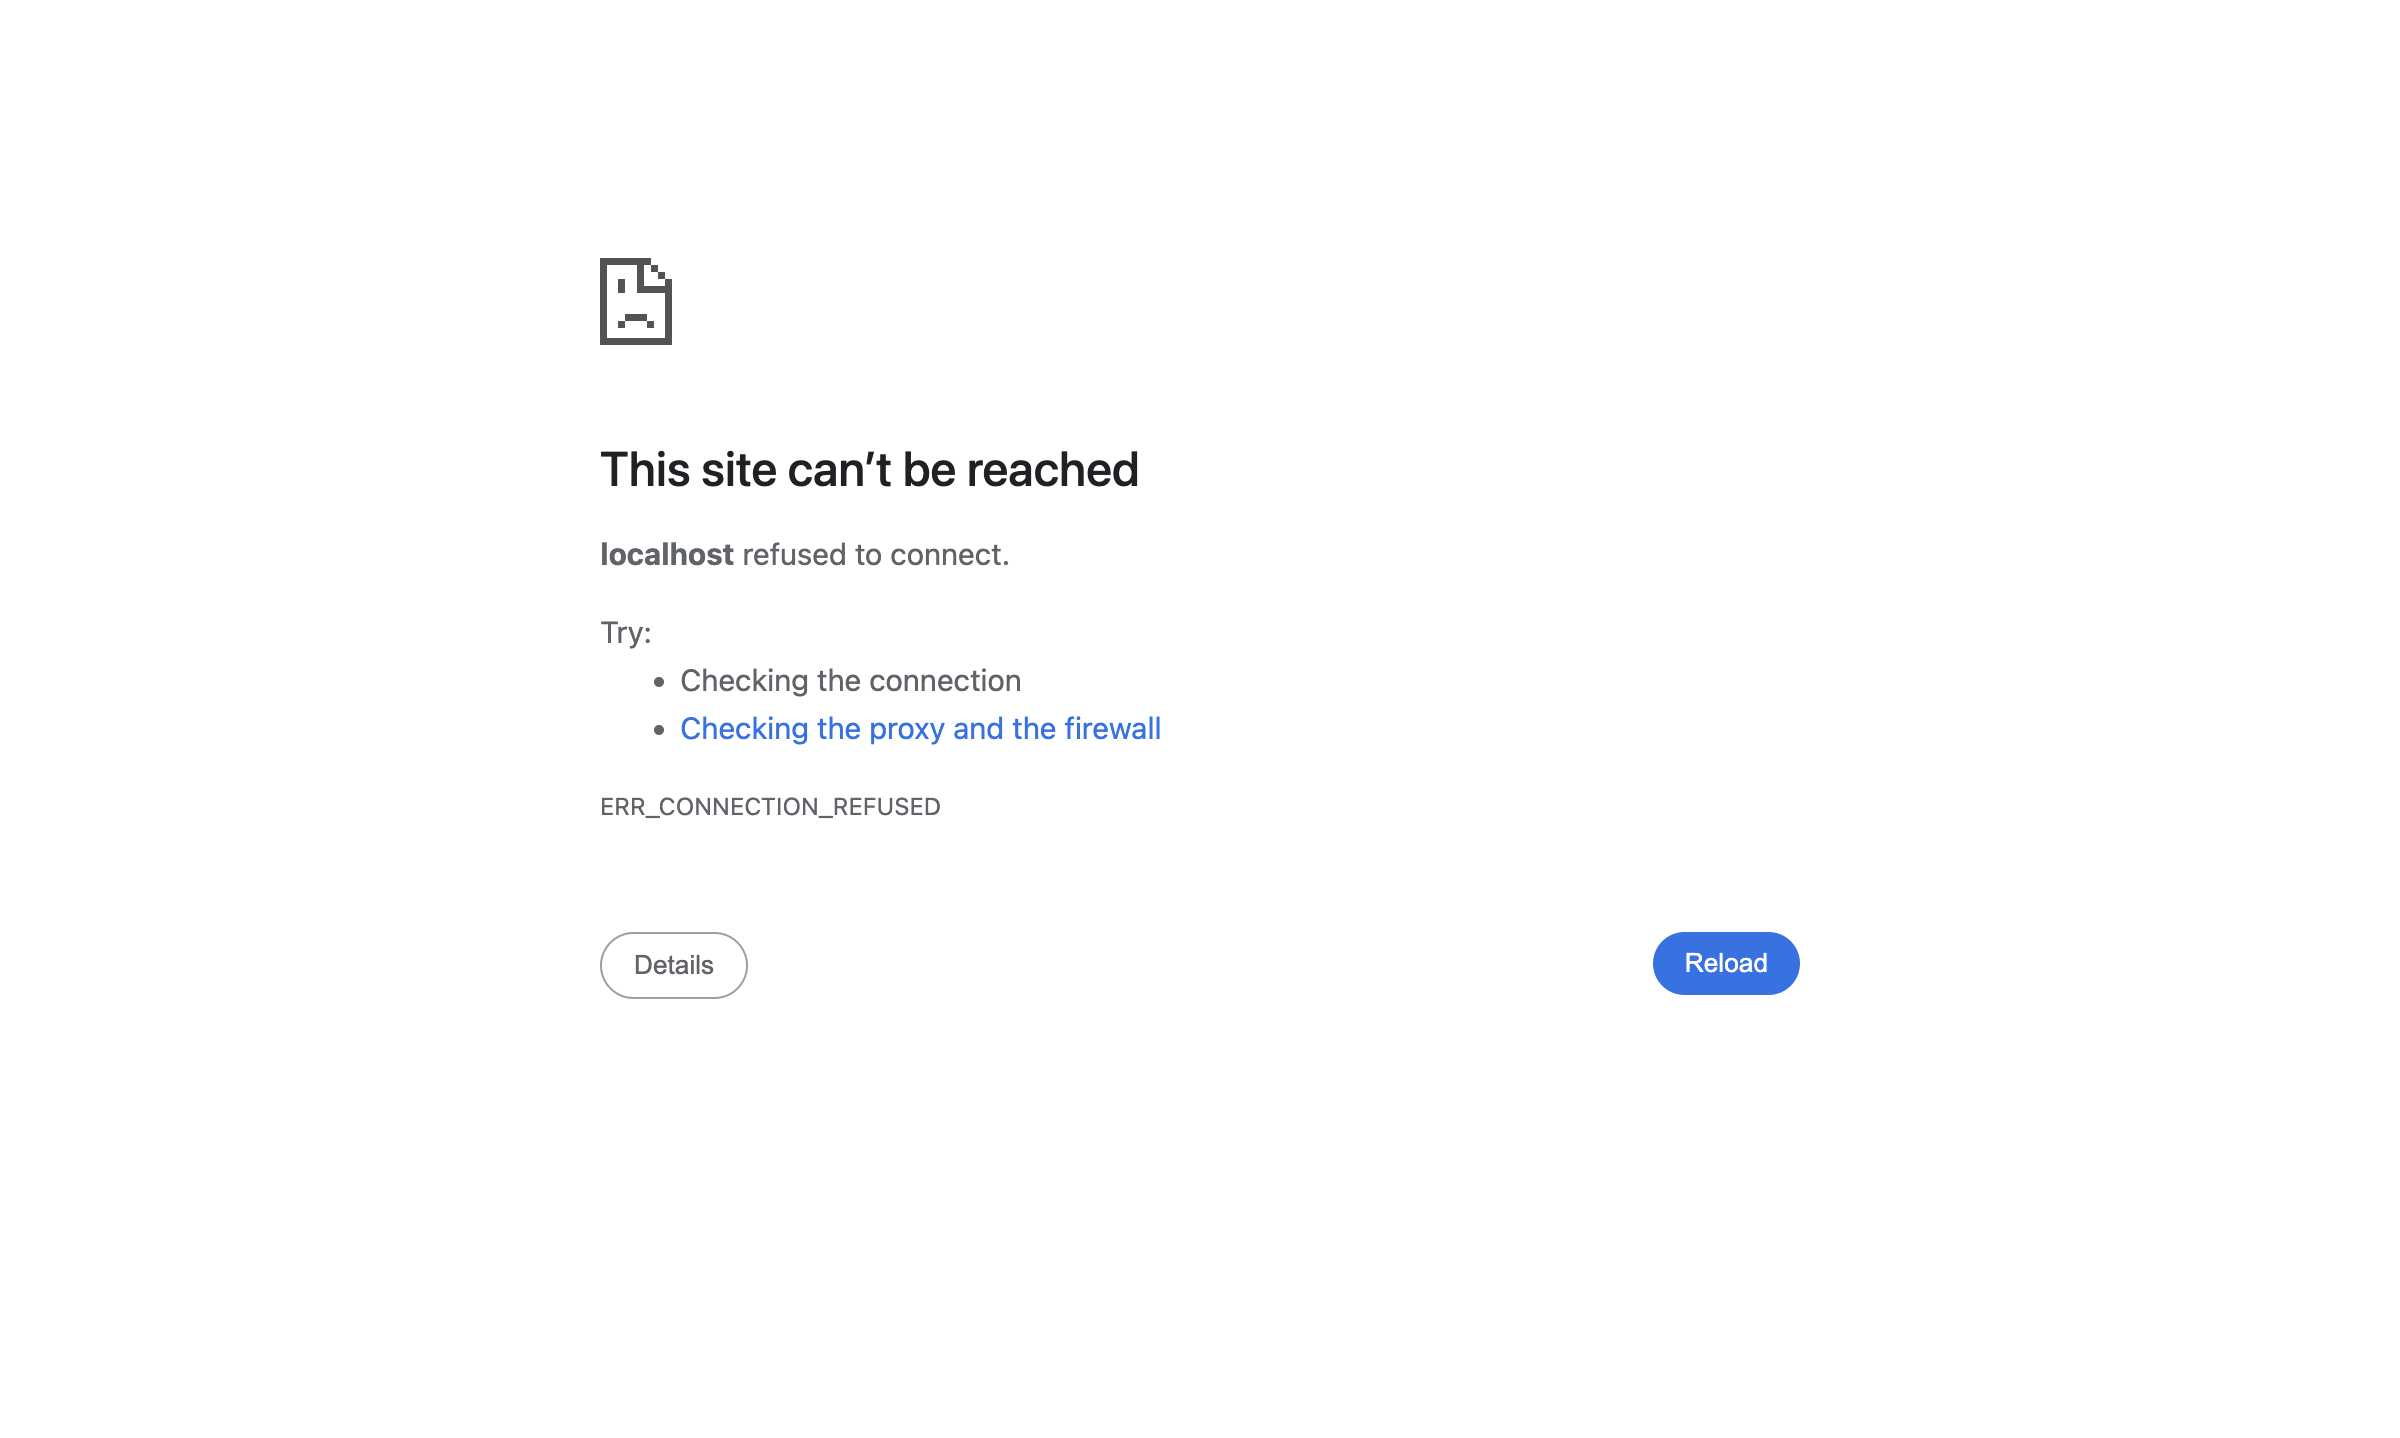 This site can’t be reached
localhost refused to connect.
Try:
Checking the connection
Checking the proxy and the firewall
ERR_CONNECTION_REFUSED
Details
Reload